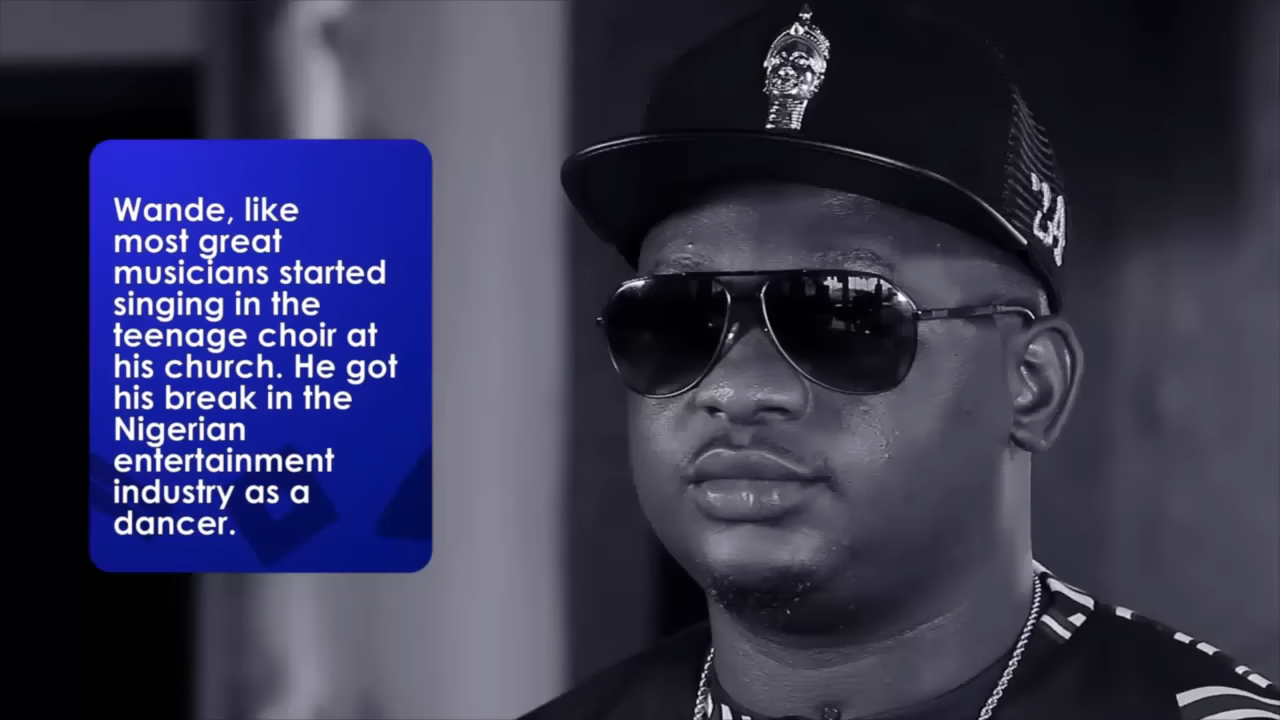 Wande, like
most great
musicians started
singing in the
teenage choir at
his church. He got
his break in the
Nigerian
entertainment
industry as a
dancer.